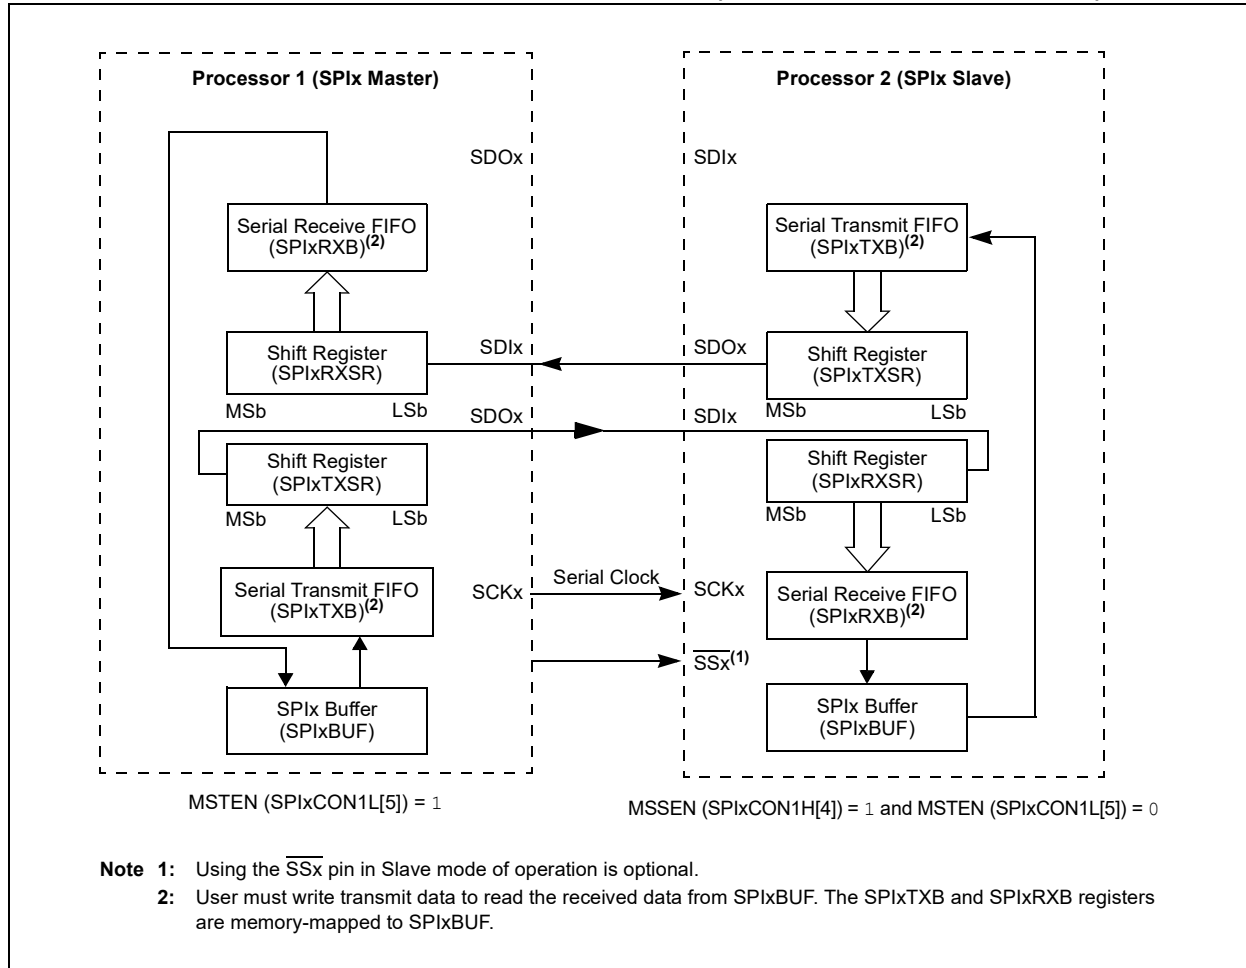 Processor 1 (SPIx Master)
Processor 2 (SPIx Slave)
SDOx
SDIx
Serial Receive FIFO
(SPIxRXB)(2)
Serial Transmit FIFO
(SPIxTXB)(2)
Shift Register
(SPIxRXSR)
SDIx
SDOx
Shift Register
(SPIxTXSR)
MSb
LSb
SDOx
SDIx
MSb
LSb
Shift Register
(SPIxTXSR)
Shift Register
(SPIxRXSR)
MSb
LSb
MSb
LSb
Serial Transmit FIFO
(SPIxTXB)(2)
SCKx
Serial Clock
SCKx
Serial Receive FIFO
(SPIxRXB)(2)
SSx(1)
SPIx Buffer
(SPIxBUF)
SPIx Buffer
(SPIxBUF)
MSTEN (SPIxCON1L[5]) = 1
MSSEN (SPIxCON1H[4]) = 1 and MSTEN (SPIxCON1L[5]) = 0
Note 1: Using the SSx pin in Slave mode of operation is optional.
2: User must write transmit data to read the received data from SPIxBUF. The SPIxTXB and SPIxRXB registers
are memory-mapped to SPIxBUF.